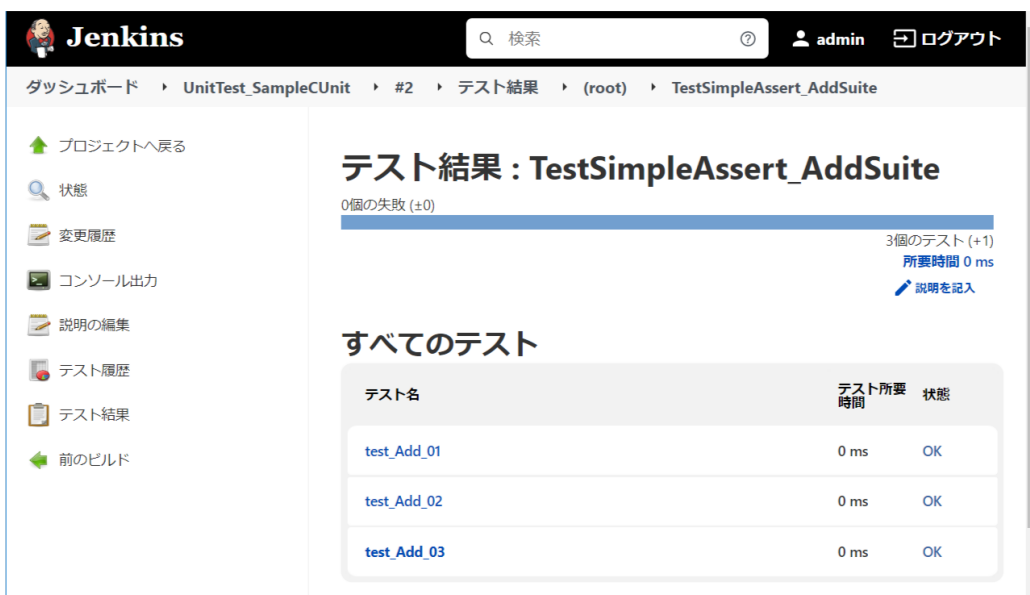 Jenkins
検索
admin
ログアウト
ダッシュボード
UnitTest_SampleCUnit
#2
テスト結果
(root)
TestSimpleAssert_AddSuite
プロジェクトへ戻る
状態
変更履歴
コンソール出力
説明の編集
テスト履歴
テスト結果
前のビルド
テスト結果 : TestSimpleAssert_AddSuite
0個の失敗 (±0)
3個のテスト (+1)
所要時間 0 ms
説明を記入
すべてのテスト
テスト名
テスト所要
時間
状態
test_Add_01 0 ms OK
test_Add_02 0 ms OK
test_Add_03 0 ms OK